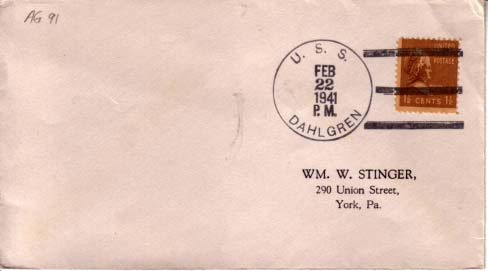 AG 91
U. S. S.
FEB
22
1941
P. M.
DAHLGREN
UNITED
POSTAGE
1½ CENTS 1½
WM. W. STINGER,
290 Union Street,
York, Pa.